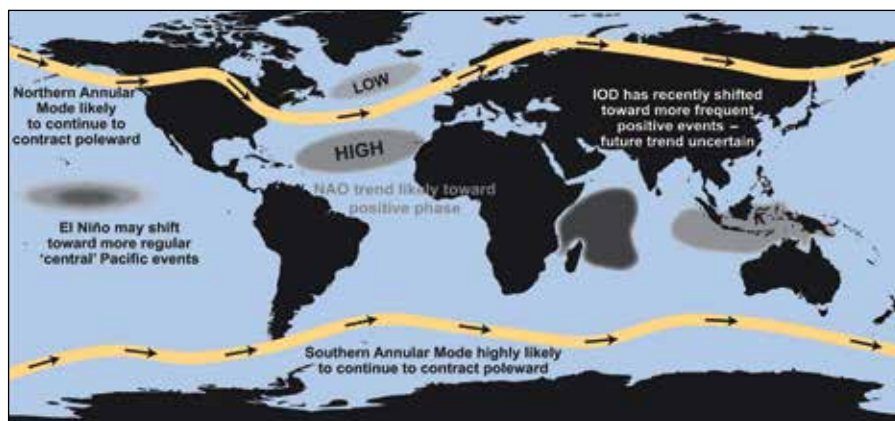 LOW
Northern Annular
Mode likely
to continue to
contract poleward
IOD has recently shifted
toward more frequent
positive events –
future trend uncertain
HIGH
NAO trend likely toward
positive phase
El Niño may shift
toward more regular
‘central’ Pacific events
Southern Annular Mode highly likely
to continue to contract poleward